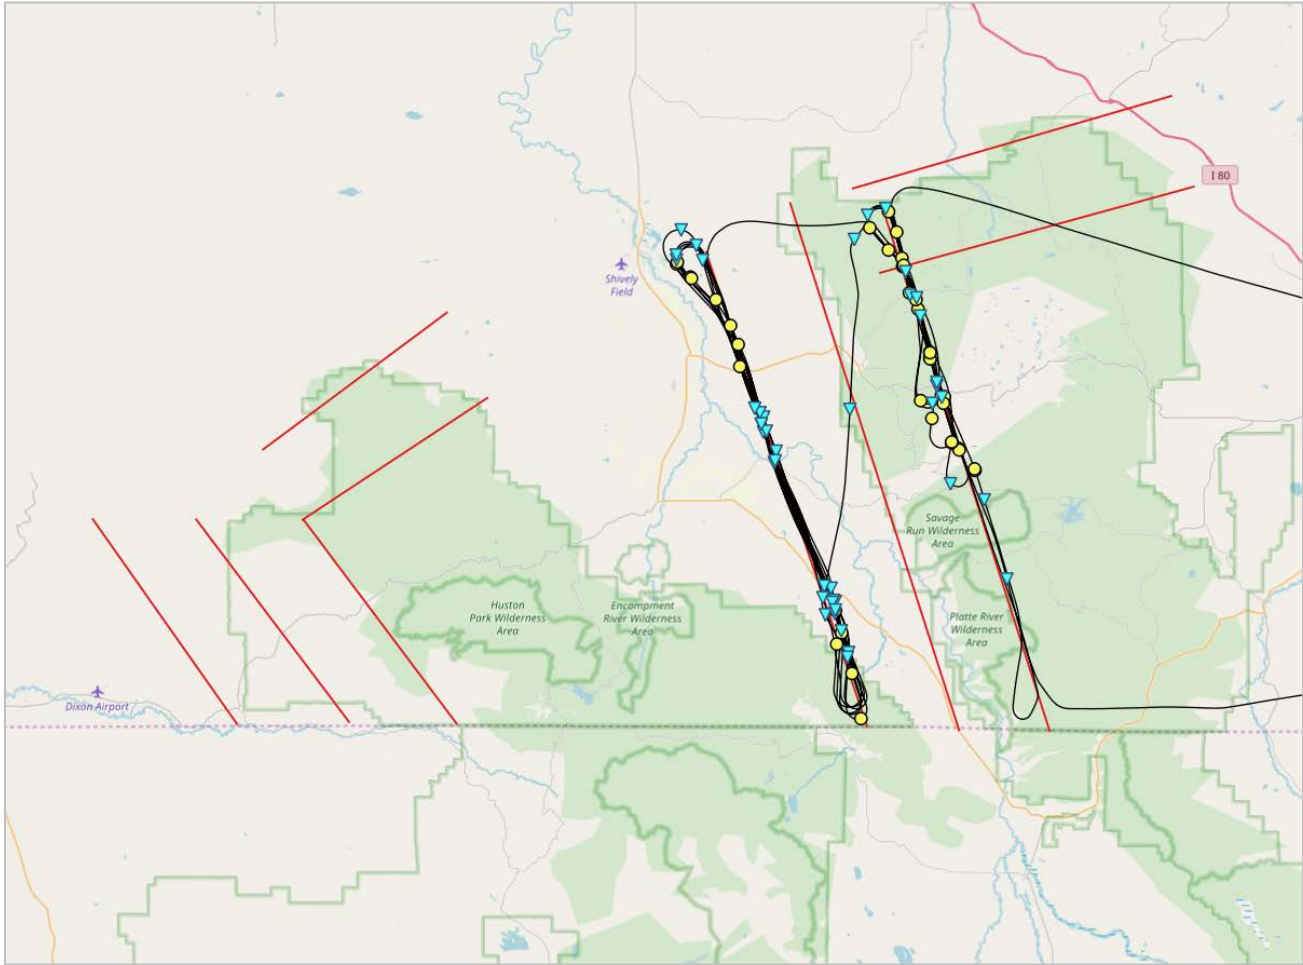 I 80
Shively
Field
Savage
Run Wilderness
Area
Huston
Park Wilderness
Area
Encampment
River Wilderness
Area
Platte River
Wilderness
Area
Dixon Airport